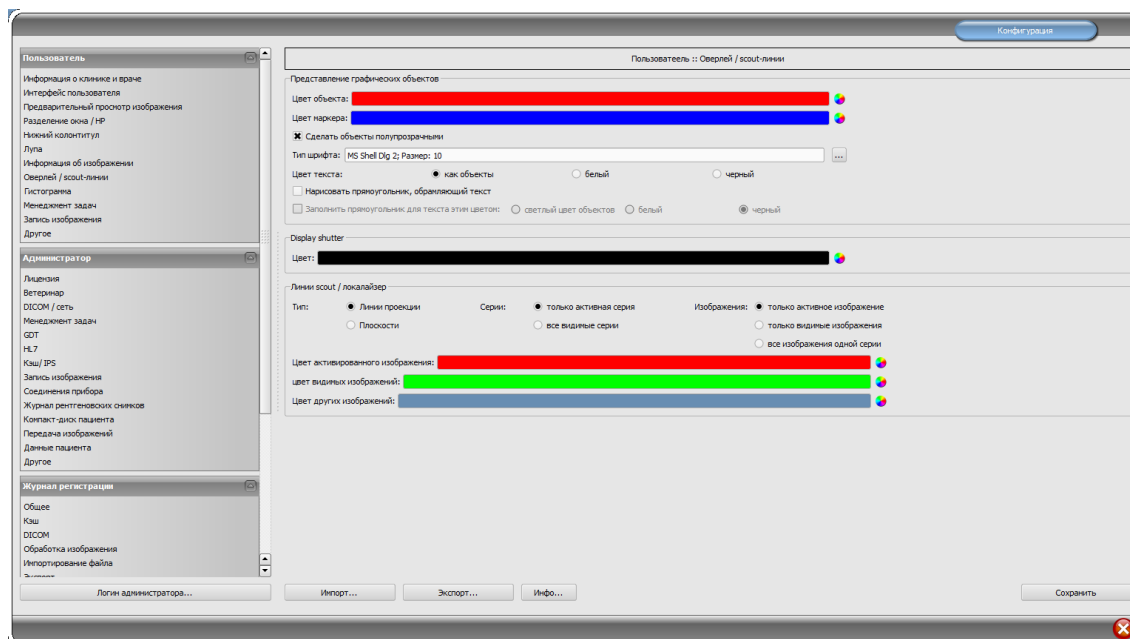 Конфигурация
Пользователь
Информация о клинике и враче
Интерфейс пользователя
Предварительный просмотр изображения
Разделение окна / HP
Нижний колонтитул
Лупа
Информация об изображении
Оверлей / scout-линии
Гистограмма
Менеджмент задач
Запись изображения
Другое
Администратор
Лицензия
Ветеринар
DICOM / сеть
Менеджмент задач
GDT
HL7
Кэш/ IPS
Запись изображения
Соединения прибора
Журнал рентгеновских снимков
Компакт-диск пациента
Передача изображений
Данные пациента
Другое
Журнал регистрации
Общее
Кэш
DICOM
Обработка изображения
Импортирование файла
Экспорт
Логин администратора...
Пользоватеель :: Оверлей / scout-линии
Представление графических объектов
Цвет объекта:
Цвет маркера:
Сделать объекты полупрозрачными
Тип шрифта: MS Shell Dlg 2; Размер: 10 ...
Цвет текста: как объекты белый черный
Нарисовать прямоугольник, обрамляющий текст
Заполнить прямоугольник для текста этим цветом: светлый цвет объектов белый черный
Display shutter
Цвет:
Линии scout / локалайзер
Тип: Линии проекции Серии: только активная серия Изображения: только активное изображение
Плоскости все видимые серии только видимые изображения
все изображения одной серии
Цвет активированного изображения:
цвет видимых изображений:
Цвет других изображений:
Импорт... Экспорт... Инфо... Сохранить